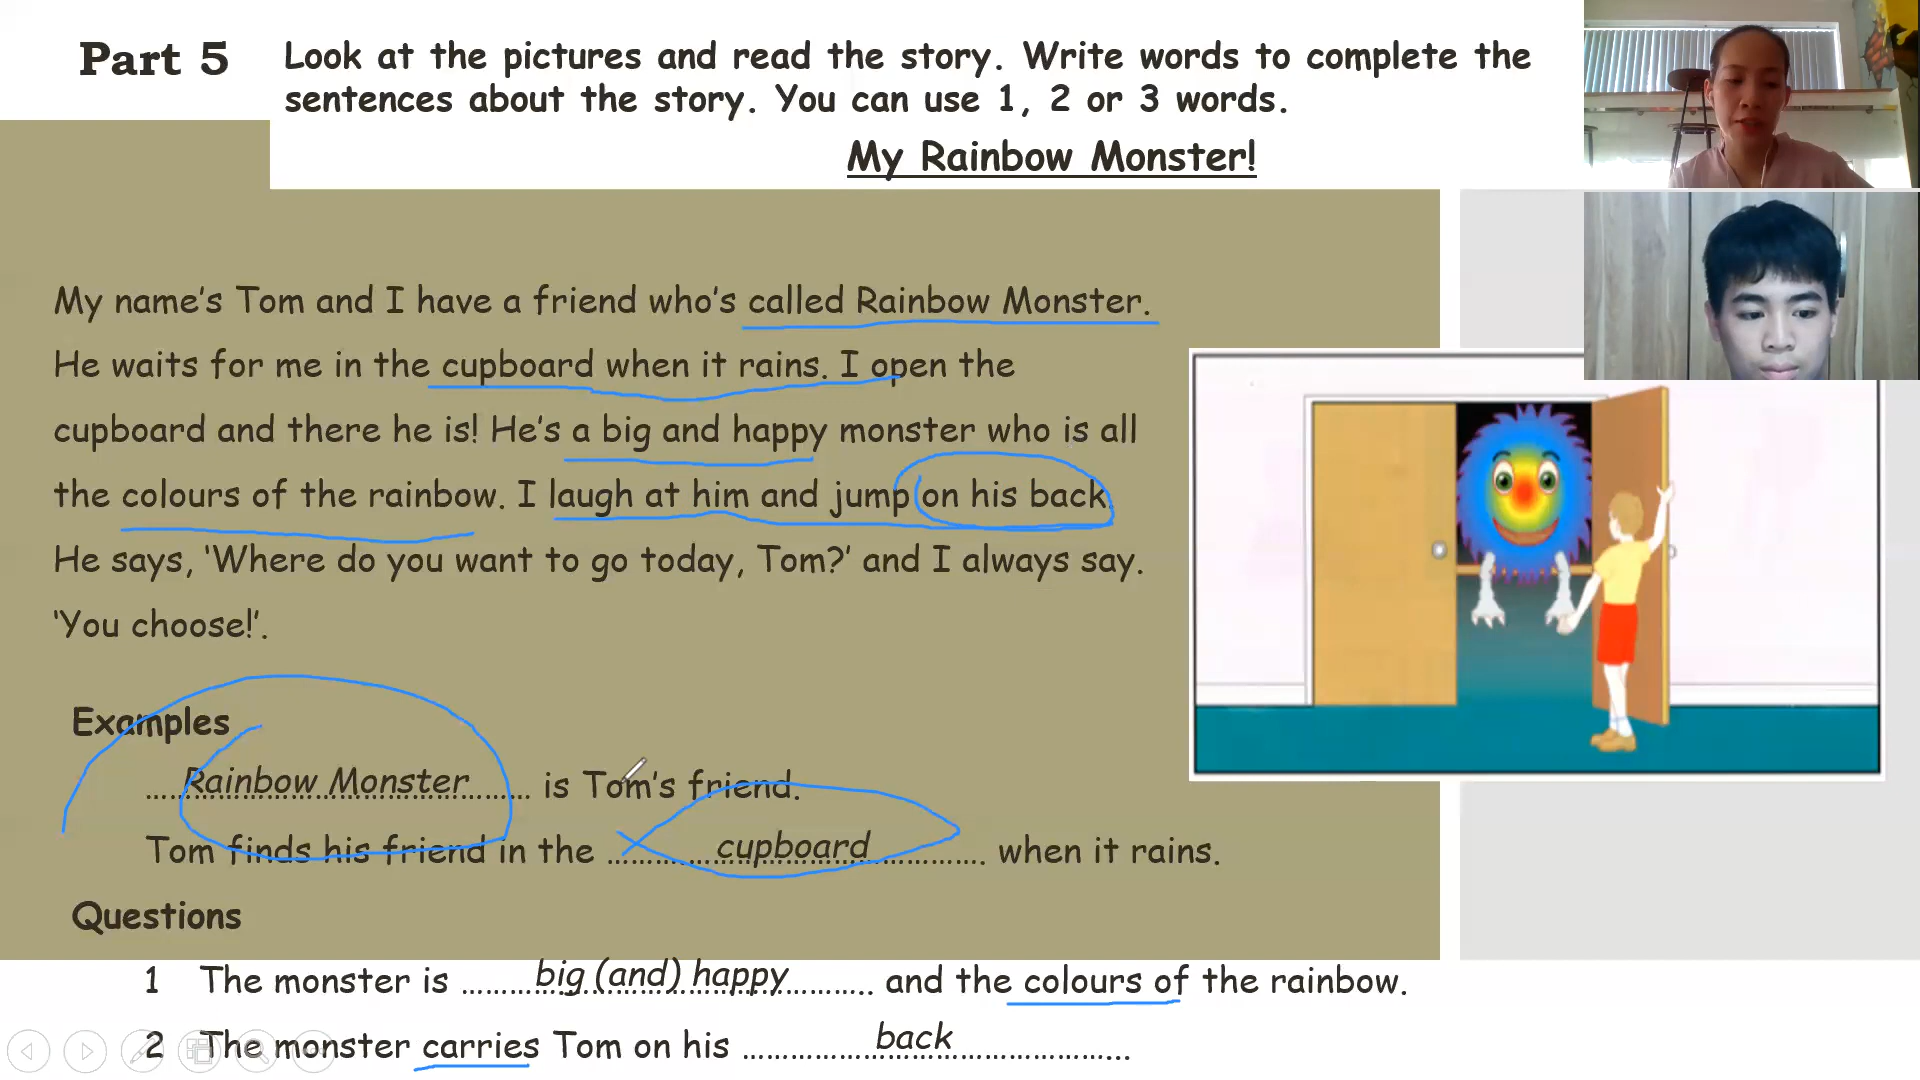 Part 5
Look at the pictures and read the story. Write words to complete the
sentences about the story. You can use 1, 2 or 3 words.
My Rainbow Monster!
My name's Tom and I have a friend who's called Rainbow Monster.
He waits for me in the cupboard when it rains. I open the
cupboard and there he is! He's a big and happy monster who is all
the colours of the rainbow. I laugh at him and jump on his back.
He says, 'Where do you want to go today, Tom?' and I always say.
'You choose!'.
Examples
.....Rainbow Monster..... is Tom's friend.
Tom finds his friend in the .....cupboard..... when it rains.
Questions
1 The monster is .....big (and) happy..... and the colours of the rainbow.
2 The monster carries Tom on his .....back.....